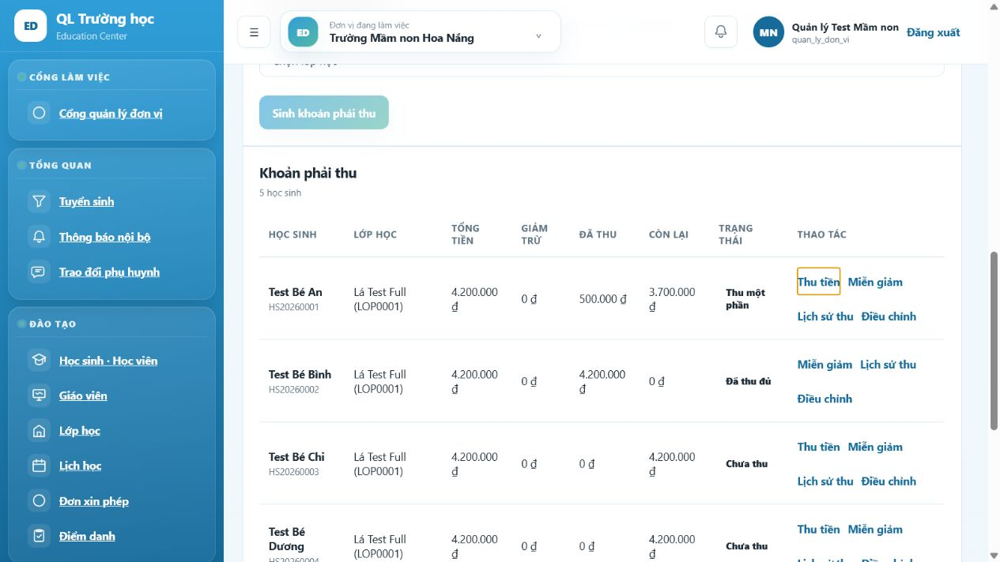 ED
QL Trường học
Education Center
CỔNG LÀM VIỆC
Cổng quản lý đơn vị
TỔNG QUAN
Tuyển sinh
Thông báo nội bộ
Trao đổi phụ huynh
ĐÀO TẠO
Học sinh · Học viên
Giáo viên
Lớp học
Lịch học
Đơn xin phép
Điểm danh
ED
Đơn vị đang làm việc
Trường Mầm non Hoa Nắng
MN
Quản lý Test Mầm non
quan_ly_don_vi
Đăng xuất
Sinh khoản phải thu
Khoản phải thu
5 học sinh
HỌC SINH LỚP HỌC TỔNG TIỀN GIẢM TRỪ ĐÃ THU CÒN LẠI TRẠNG THÁI THAO TÁC
Test Bé An
HS20260001
Lá Test Full
(LOP0001)
4.200.000
₫
0 ₫
500.000 ₫
3.700.000
₫
Thu một
phần
Thu tiền Miễn giảm
Lịch sử thu Điều chỉnh
Test Bé Bình
HS20260002
Lá Test Full
(LOP0001)
4.200.000
₫
0 ₫
4.200.000
₫
0 ₫
Đã thu đủ
Miễn giảm Lịch sử thu
Điều chỉnh
Test Bé Chi
HS20260003
Lá Test Full
(LOP0001)
4.200.000
₫
0 ₫
0 ₫
4.200.000
₫
Chưa thu
Thu tiền Miễn giảm
Lịch sử thu Điều chỉnh
Test Bé
Dương
HS20260004
Lá Test Full
(LOP0001)
4.200.000
₫
0 ₫
0 ₫
4.200.000
₫
Chưa thu
Thu tiền Miễn giảm